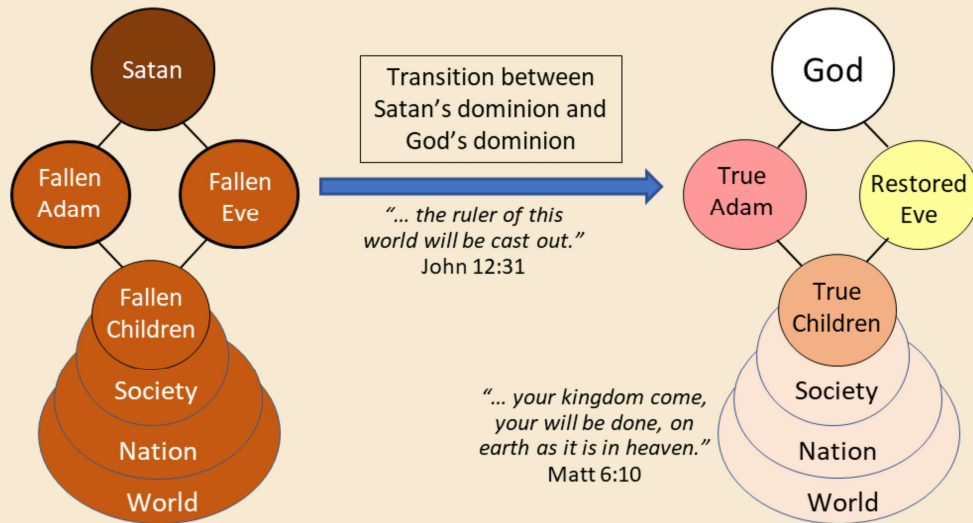 Satan
Fallen
Adam
Fallen
Eve
Fallen
Children
Society
Nation
World
Transition between
Satan’s dominion and
God’s dominion
“... the ruler of this
world will be cast out.”
John 12:31
“... your kingdom come,
your will be done, on
earth as it is in heaven.”
Matt 6:10
God
True
Adam
Restored
Eve
True
Children
Society
Nation
World